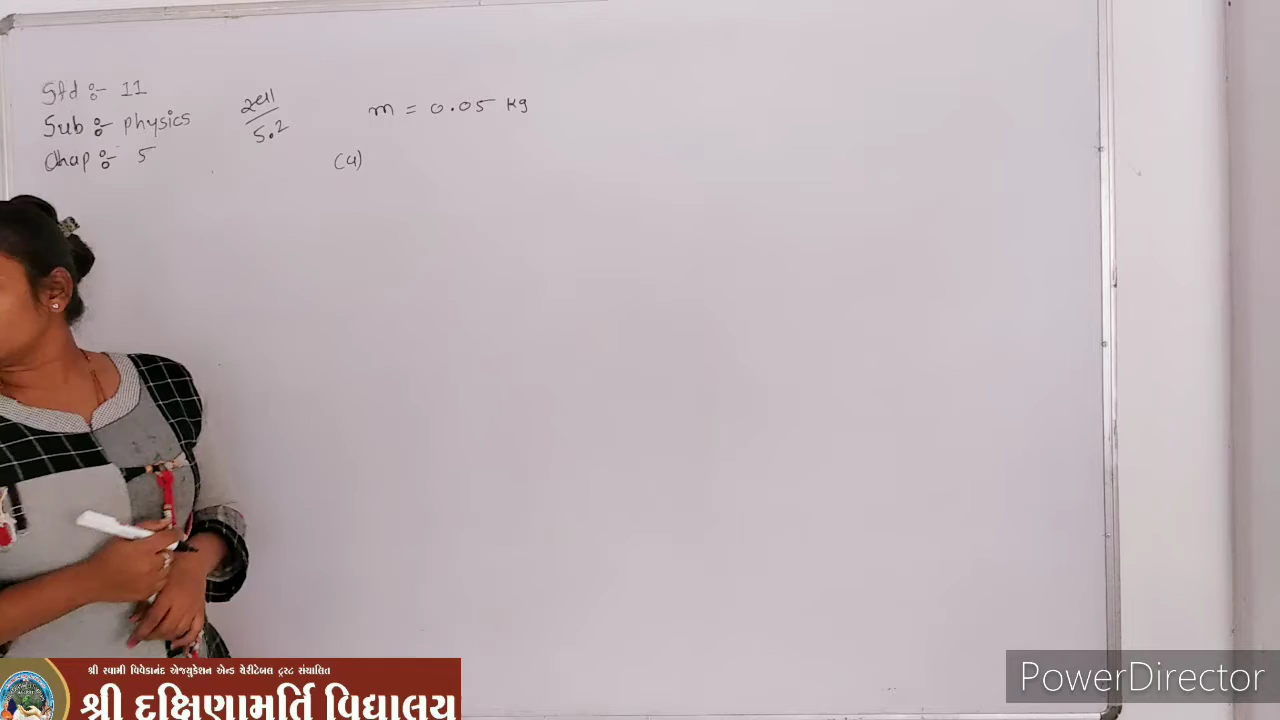 Std :- 11
Sub :- physics
Chap :- 5
5.2
m = 0.05 kg
(a)
શ્રી સ્વામી વિવેકાનંદ એજ્યુકેશન એન્ડ ચેરીટેબલ ટ્રસ્ટ સંચાલિત
શ્રી દક્ષિણામૂર્તિ વિદ્યાલય
PowerDirector